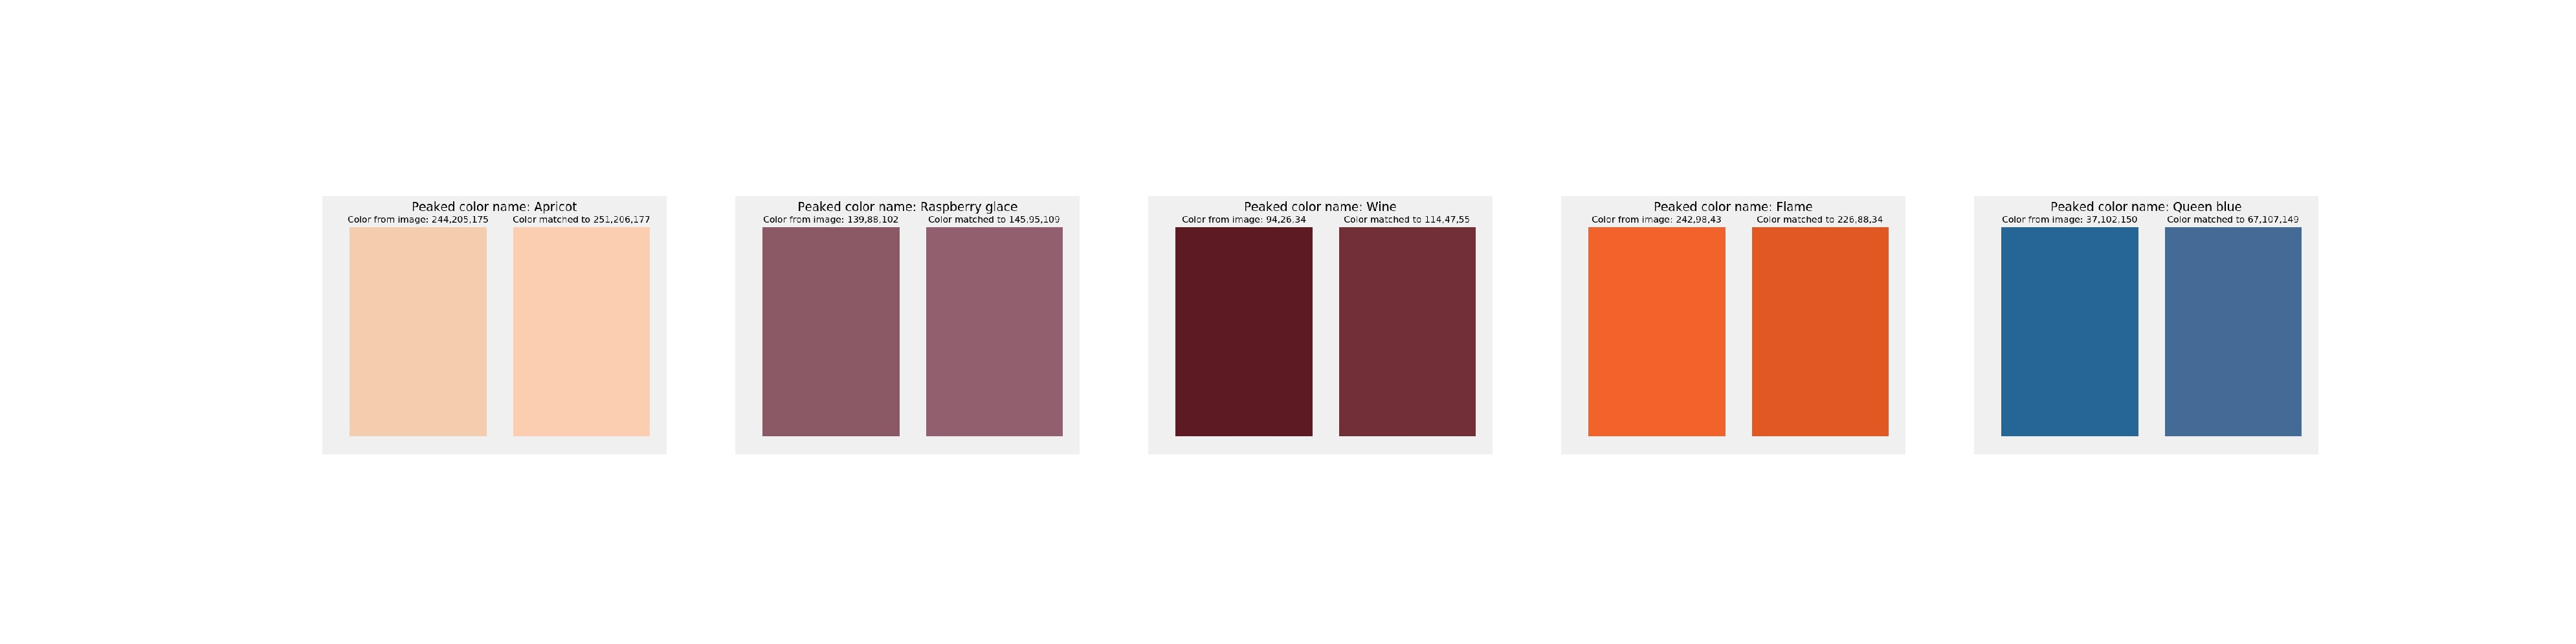 Peaked color name: Apricot
Color from image: 244,205,175
Color matched to 251,206,177
Peaked color name: Raspberry glace
Color from image: 139,88,102
Color matched to 145,95,109
Peaked color name: Wine
Color from image: 94,26,34
Color matched to 114,47,55
Peaked color name: Flame
Color from image: 242,98,43
Color matched to 226,88,34
Peaked color name: Queen blue
Color from image: 37,102,150
Color matched to 67,107,149